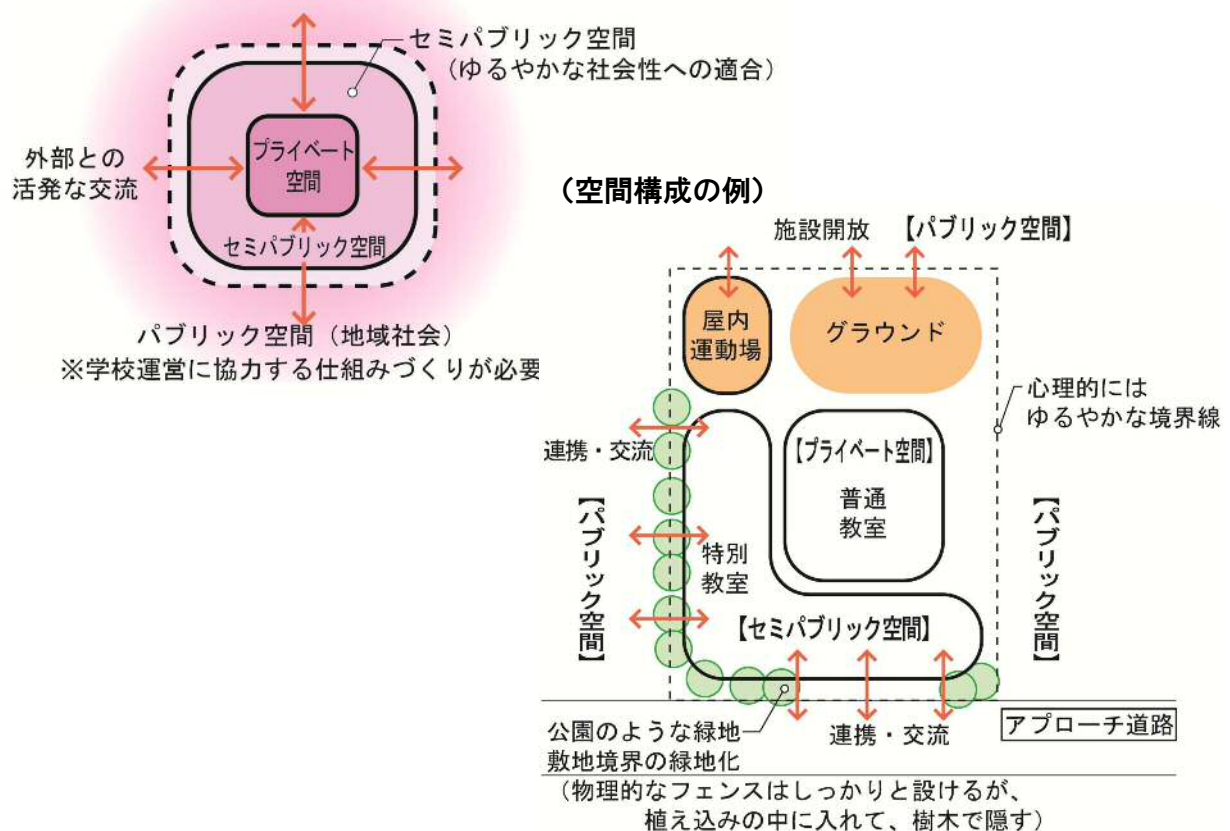 セミパブリック空間
(ゆるやかな社会性への適合)
プライベート
空間
外部との
活発な交流
セミパブリック空間
パブリック空間(地域社会)
※学校運営に協力する仕組みづくりが必要
(空間構成の例)
施設開放
【パブリック空間】
屋内
運動場
グラウンド
心理的には
ゆるやかな境界線
連携・交流
【プライベート空間】
普通
教室
【パブリック空間】
特別
教室
【パブリック空間】
【セミパブリック空間】
公園のような緑地
敷地境界の緑地化
連携・交流
アプローチ道路
(物理的なフェンスはしっかりと設けるが、
植え込みの中に入れて、樹木で隠す)